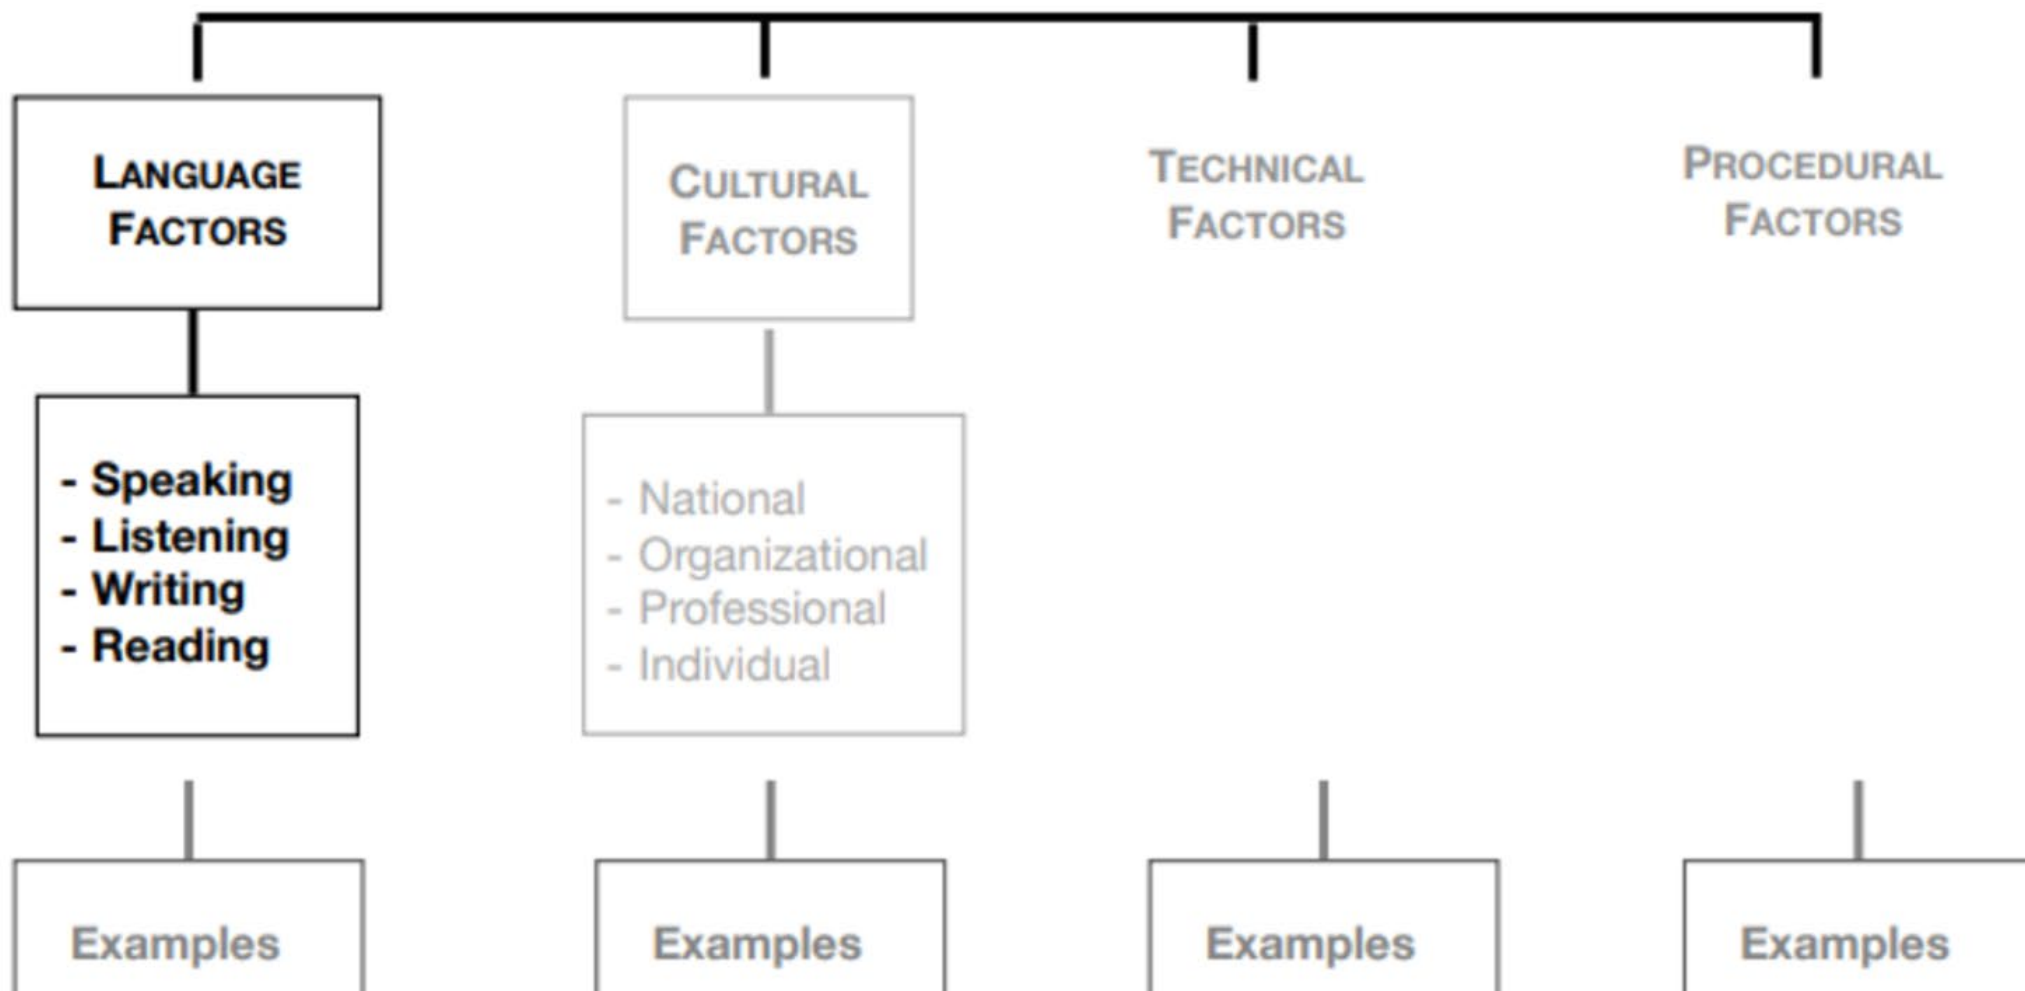 LANGUAGE
FACTORS
- Speaking
- Listening
- Writing
- Reading
Examples
CULTURAL
FACTORS
- National
- Organizational
- Professional
- Individual
Examples
TECHNICAL
FACTORS
Examples
PROCEDURAL
FACTORS
Examples